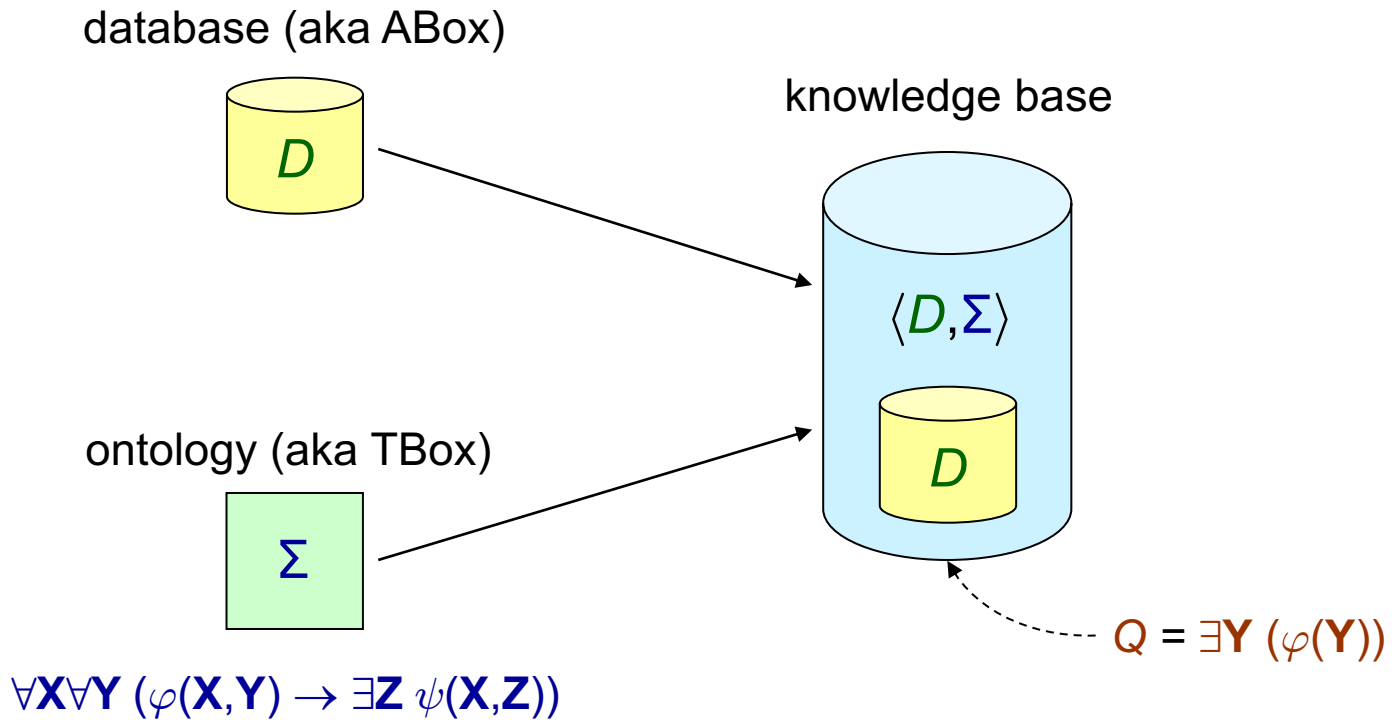 database (aka ABox)
D
knowledge base
⟨D,Σ⟩
D
ontology (aka TBox)
Σ
∀X∀Y (φ(X,Y) → ∃Z ψ(X,Z))
Q = ∃Y (φ(Y))